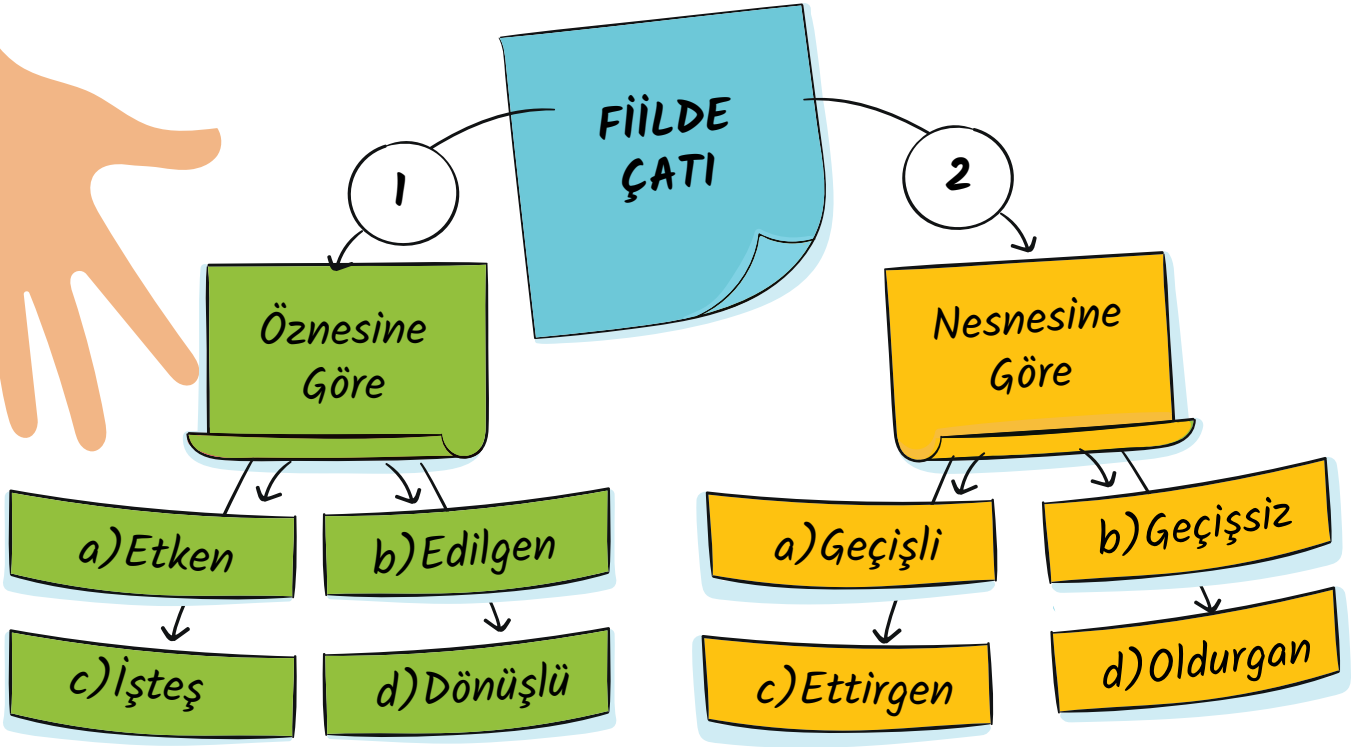 FİİLDE
ÇATI
1
2
Öznesine
Göre
Nesnesine
Göre
a)Etken
b)Edilgen
c)İşteş
d)Dönüşlü
a)Geçişli
b)Geçişsiz
c)Ettirgen
d)Oldurgan